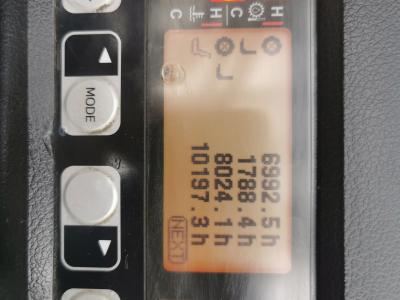 H
C
H
C
6992.5h
1788.4h
8024.1h
10197.3h
NEXT
MODE